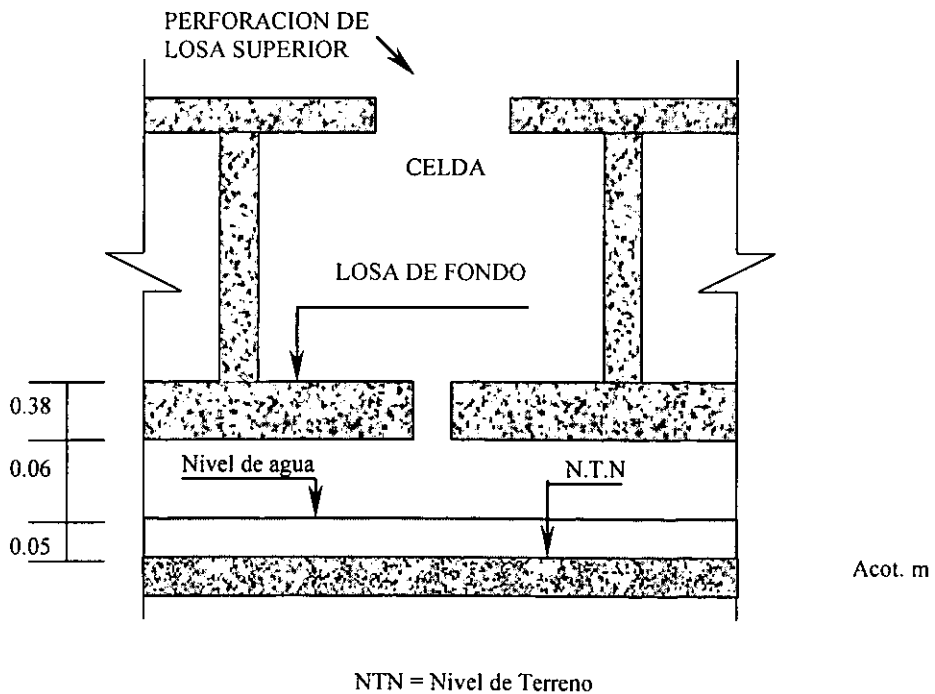 PERFORACION DE
LOSA SUPERIOR
CELDA
LOSA DE FONDO
0.38
0.06
Nivel de agua
N.T.N
0.05
Acot. m
NTN = Nivel de Terreno